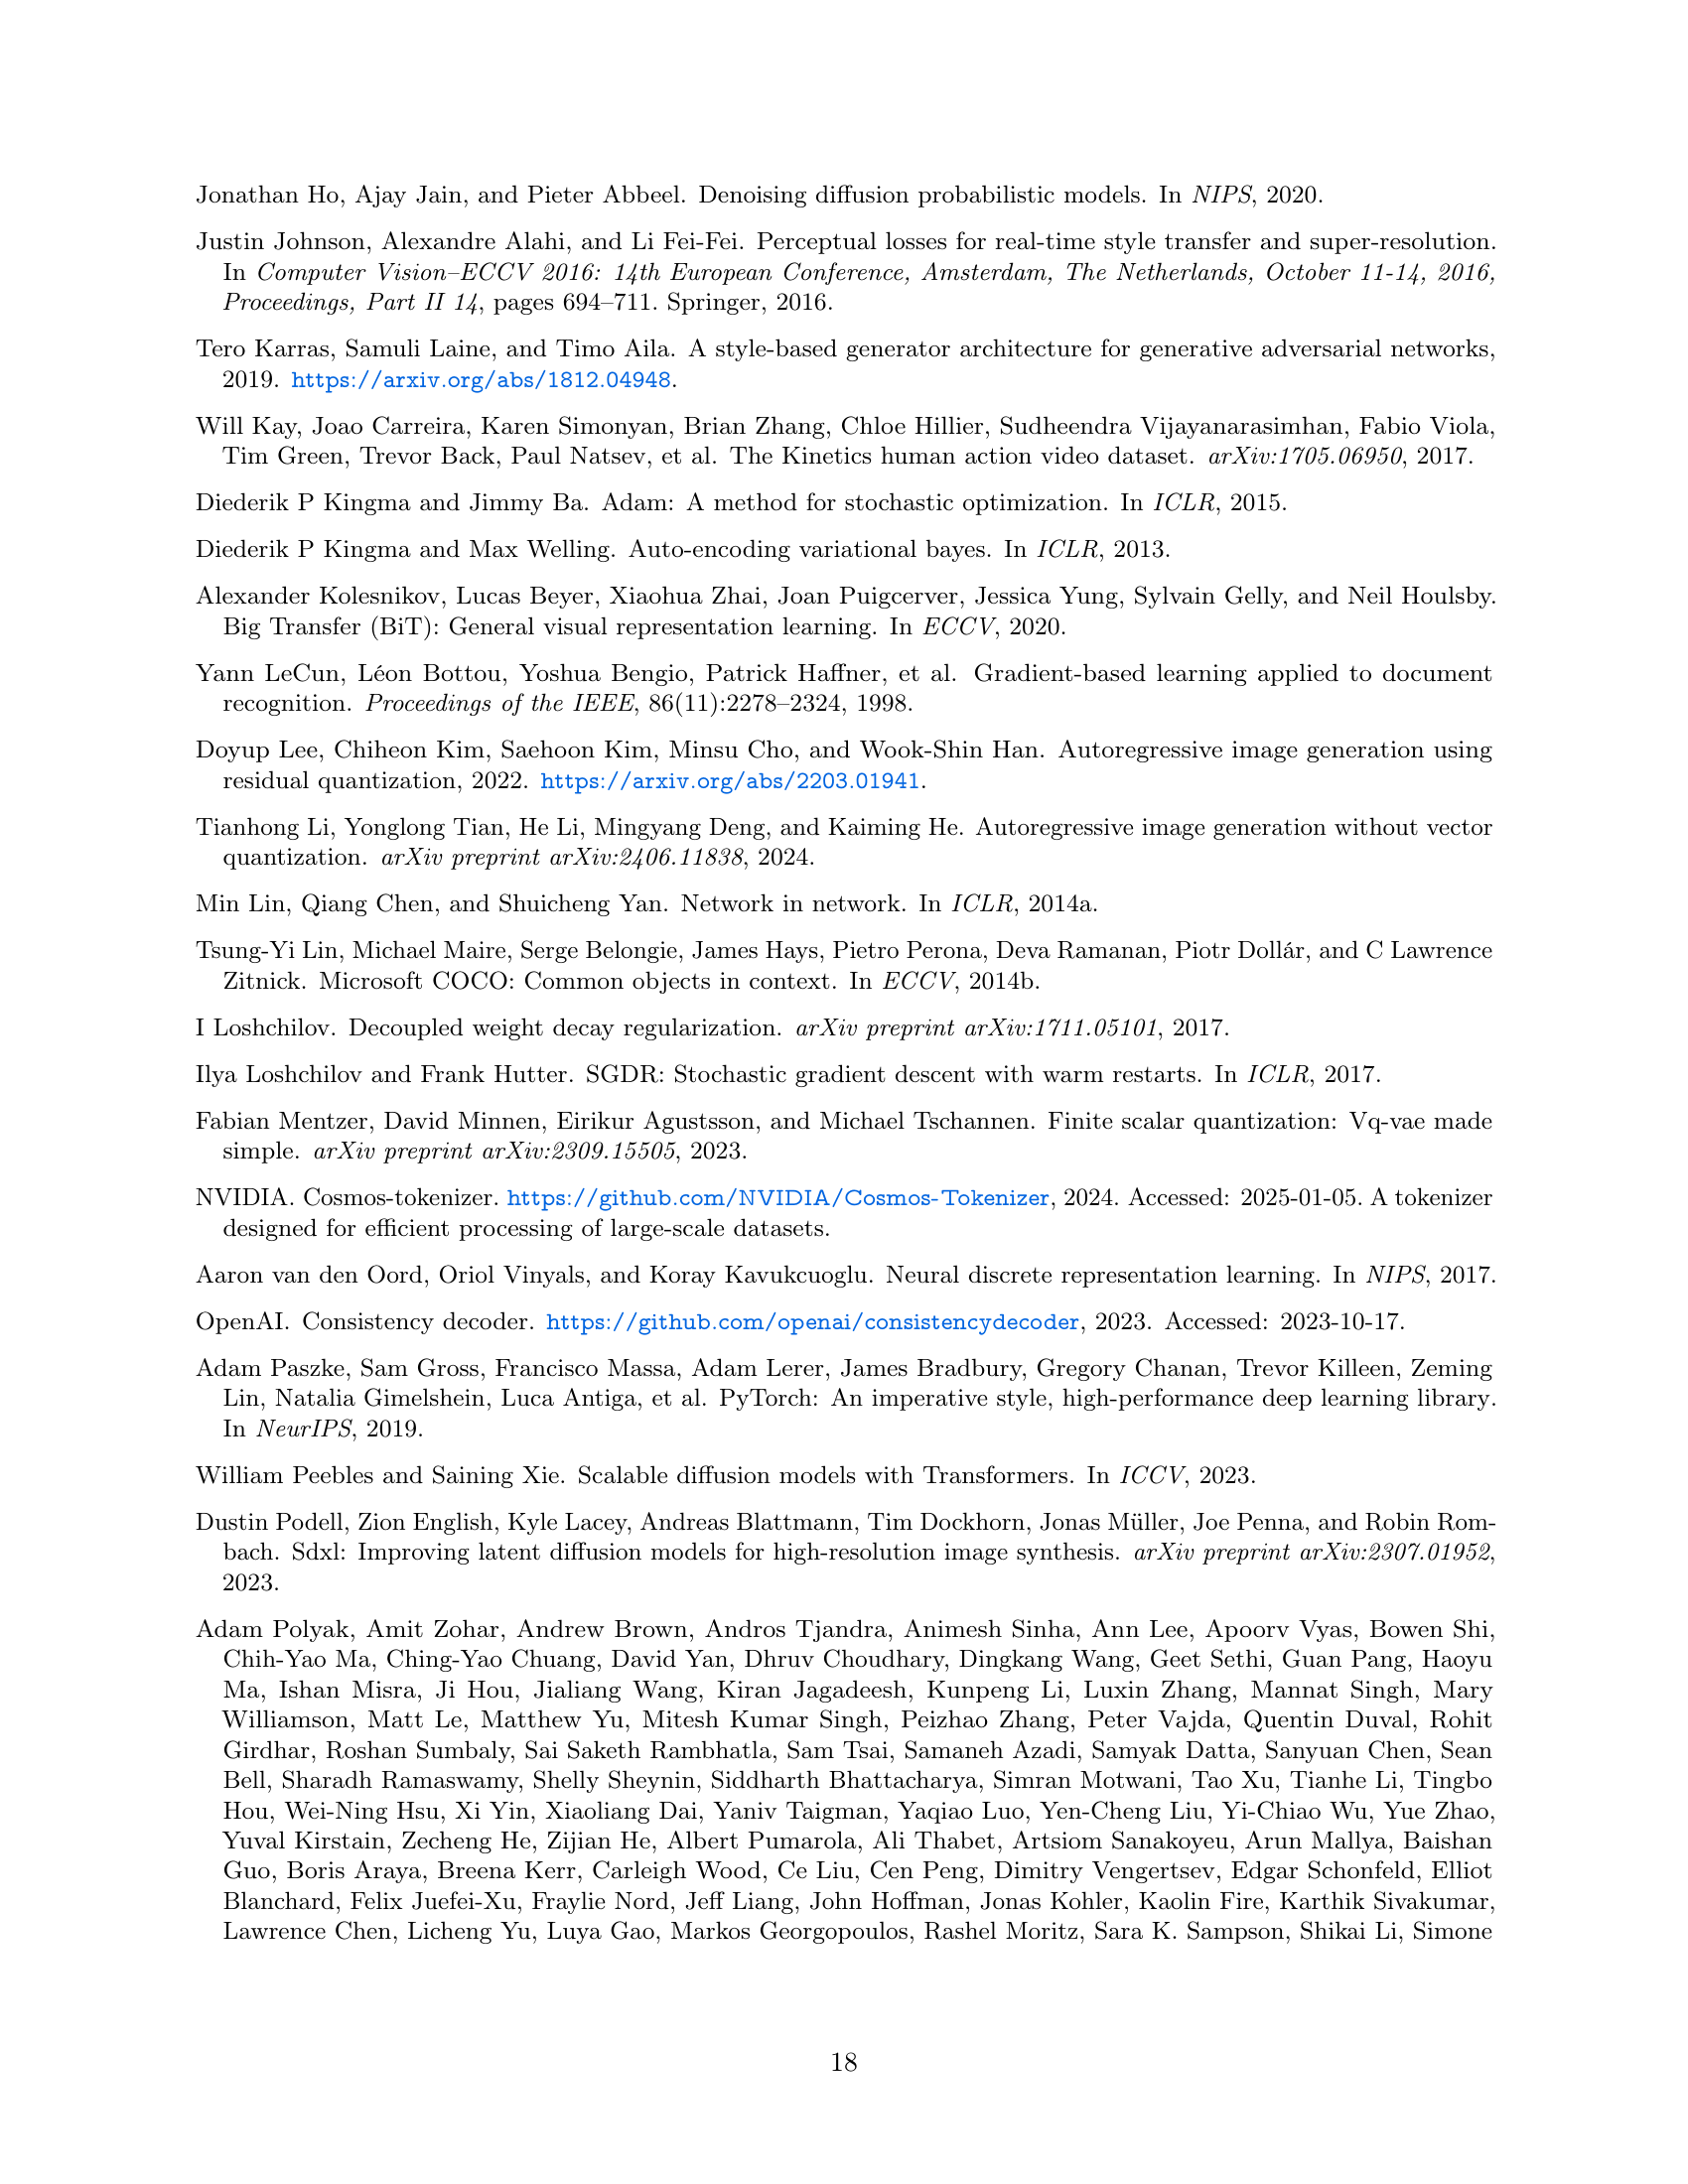 Jonathan Ho, Ajay Jain, and Pieter Abbeel. Denoising diffusion probabilistic models. In NIPS, 2020.
Justin Johnson, Alexandre Alahi, and Li Fei-Fei. Perceptual losses for real-time style transfer and super-resolution.
In Computer Vision–ECCV 2016: 14th European Conference, Amsterdam, The Netherlands, October 11-14, 2016,
Proceedings, Part II 14, pages 694–711. Springer, 2016.
Tero Karras, Samuli Laine, and Timo Aila. A style-based generator architecture for generative adversarial networks,
2019. https://arxiv.org/abs/1812.04948.
Will Kay, Joao Carreira, Karen Simonyan, Brian Zhang, Chloe Hillier, Sudheendra Vijayanarasimhan, Fabio Viola,
Tim Green, Trevor Back, Paul Natsev, et al. The Kinetics human action video dataset. arXiv:1705.06950, 2017.
Diederik P Kingma and Jimmy Ba. Adam: A method for stochastic optimization. In ICLR, 2015.
Diederik P Kingma and Max Welling. Auto-encoding variational bayes. In ICLR, 2013.
Alexander Kolesnikov, Lucas Beyer, Xiaohua Zhai, Joan Puigcerver, Jessica Yung, Sylvain Gelly, and Neil Houlsby.
Big Transfer (BiT): General visual representation learning. In ECCV, 2020.
Yann LeCun, Léon Bottou, Yoshua Bengio, Patrick Haffner, et al. Gradient-based learning applied to document
recognition. Proceedings of the IEEE, 86(11):2278–2324, 1998.
Doyup Lee, Chiheon Kim, Saehoon Kim, Minsu Cho, and Wook-Shin Han. Autoregressive image generation using
residual quantization, 2022. https://arxiv.org/abs/2203.01941.
Tianhong Li, Yonglong Tian, He Li, Mingyang Deng, and Kaiming He. Autoregressive image generation without vector
quantization. arXiv preprint arXiv:2406.11838, 2024.
Min Lin, Qiang Chen, and Shuicheng Yan. Network in network. In ICLR, 2014a.
Tsung-Yi Lin, Michael Maire, Serge Belongie, James Hays, Pietro Perona, Deva Ramanan, Piotr Dollár, and C Lawrence
Zitnick. Microsoft COCO: Common objects in context. In ECCV, 2014b.
I Loshchilov. Decoupled weight decay regularization. arXiv preprint arXiv:1711.05101, 2017.
Ilya Loshchilov and Frank Hutter. SGDR: Stochastic gradient descent with warm restarts. In ICLR, 2017.
Fabian Mentzer, David Minnen, Eirikur Agustsson, and Michael Tschannen. Finite scalar quantization: Vq-vae made
simple. arXiv preprint arXiv:2309.15505, 2023.
NVIDIA. Cosmos-tokenizer. https://github.com/NVIDIA/Cosmos-Tokenizer, 2024. Accessed: 2025-01-05. A tokenizer
designed for efficient processing of large-scale datasets.
Aaron van den Oord, Oriol Vinyals, and Koray Kavukcuoglu. Neural discrete representation learning. In NIPS, 2017.
OpenAI. Consistency decoder. https://github.com/openai/consistencydecoder, 2023. Accessed: 2023-10-17.
Adam Paszke, Sam Gross, Francisco Massa, Adam Lerer, James Bradbury, Gregory Chanan, Trevor Killeen, Zeming
Lin, Natalia Gimelshein, Luca Antiga, et al. PyTorch: An imperative style, high-performance deep learning library.
In NeurIPS, 2019.
William Peebles and Saining Xie. Scalable diffusion models with Transformers. In ICCV, 2023.
Dustin Podell, Zion English, Kyle Lacey, Andreas Blattmann, Tim Dockhorn, Jonas Müller, Joe Penna, and Robin Rom-
bach. Sdxl: Improving latent diffusion models for high-resolution image synthesis. arXiv preprint arXiv:2307.01952,
2023.
Adam Polyak, Amit Zohar, Andrew Brown, Andros Tjandra, Animesh Sinha, Ann Lee, Apoorv Vyas, Bowen Shi,
Chih-Yao Ma, Ching-Yao Chuang, David Yan, Dhruv Choudhary, Dingkang Wang, Geet Sethi, Guan Pang, Haoyu
Ma, Ishan Misra, Ji Hou, Jialiang Wang, Kiran Jagadeesh, Kunpeng Li, Luxin Zhang, Mannat Singh, Mary
Williamson, Matt Le, Matthew Yu, Mitesh Kumar Singh, Peizhao Zhang, Peter Vajda, Quentin Duval, Rohit
Girdhar, Roshan Sumbaly, Sai Saketh Rambhatla, Sam Tsai, Samaneh Azadi, Samyak Datta, Sanyuan Chen, Sean
Bell, Sharadh Ramaswamy, Shelly Sheynin, Siddharth Bhattacharya, Simran Motwani, Tao Xu, Tianhe Li, Tingbo
Hou, Wei-Ning Hsu, Xi Yin, Xiaoliang Dai, Yaniv Taigman, Yaqiao Luo, Yen-Cheng Liu, Yi-Chiao Wu, Yue Zhao,
Yuval Kirstain, Zecheng He, Zijian He, Albert Pumarola, Ali Thabet, Artsiom Sanakoyeu, Arun Mallya, Baishan
Guo, Boris Araya, Breena Kerr, Carleigh Wood, Ce Liu, Cen Peng, Dimitry Vengertsev, Edgar Schonfeld, Elliot
Blanchard, Felix Juefei-Xu, Fraylie Nord, Jeff Liang, John Hoffman, Jonas Kohler, Kaolin Fire, Karthik Sivakumar,
Lawrence Chen, Licheng Yu, Luya Gao, Markos Georgopoulos, Rashel Moritz, Sara K. Sampson, Shikai Li, Simone
18